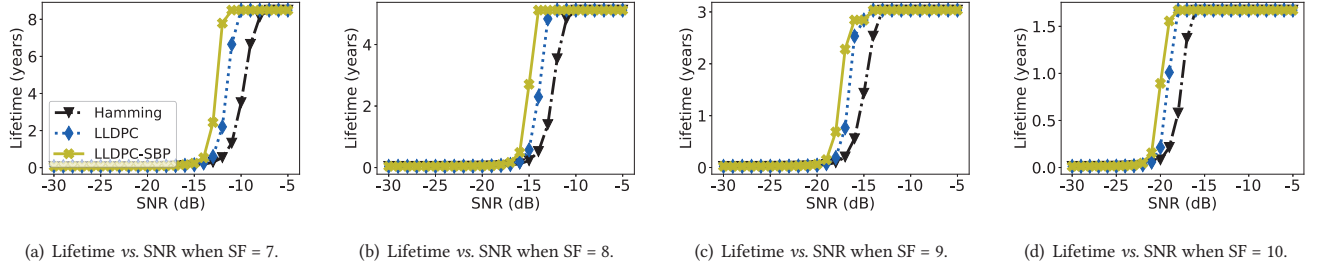 8
6
4
2
0
Lifetime (years)
Hamming
LLDPC
LLDPC-SBP
-30 -25 -20 -15 -10 -5
SNR (dB)
(a) Lifetime vs. SNR when SF = 7.
4
2
0
Lifetime (years)
-30 -25 -20 -15 -10 -5
SNR (dB)
(b) Lifetime vs. SNR when SF = 8.
3
2
1
0
Lifetime (years)
-30 -25 -20 -15 -10 -5
SNR (dB)
(c) Lifetime vs. SNR when SF = 9.
1.5
1.0
0.5
0.0
Lifetime (years)
-30 -25 -20 -15 -10 -5
SNR (dB)
(d) Lifetime vs. SNR when SF = 10.